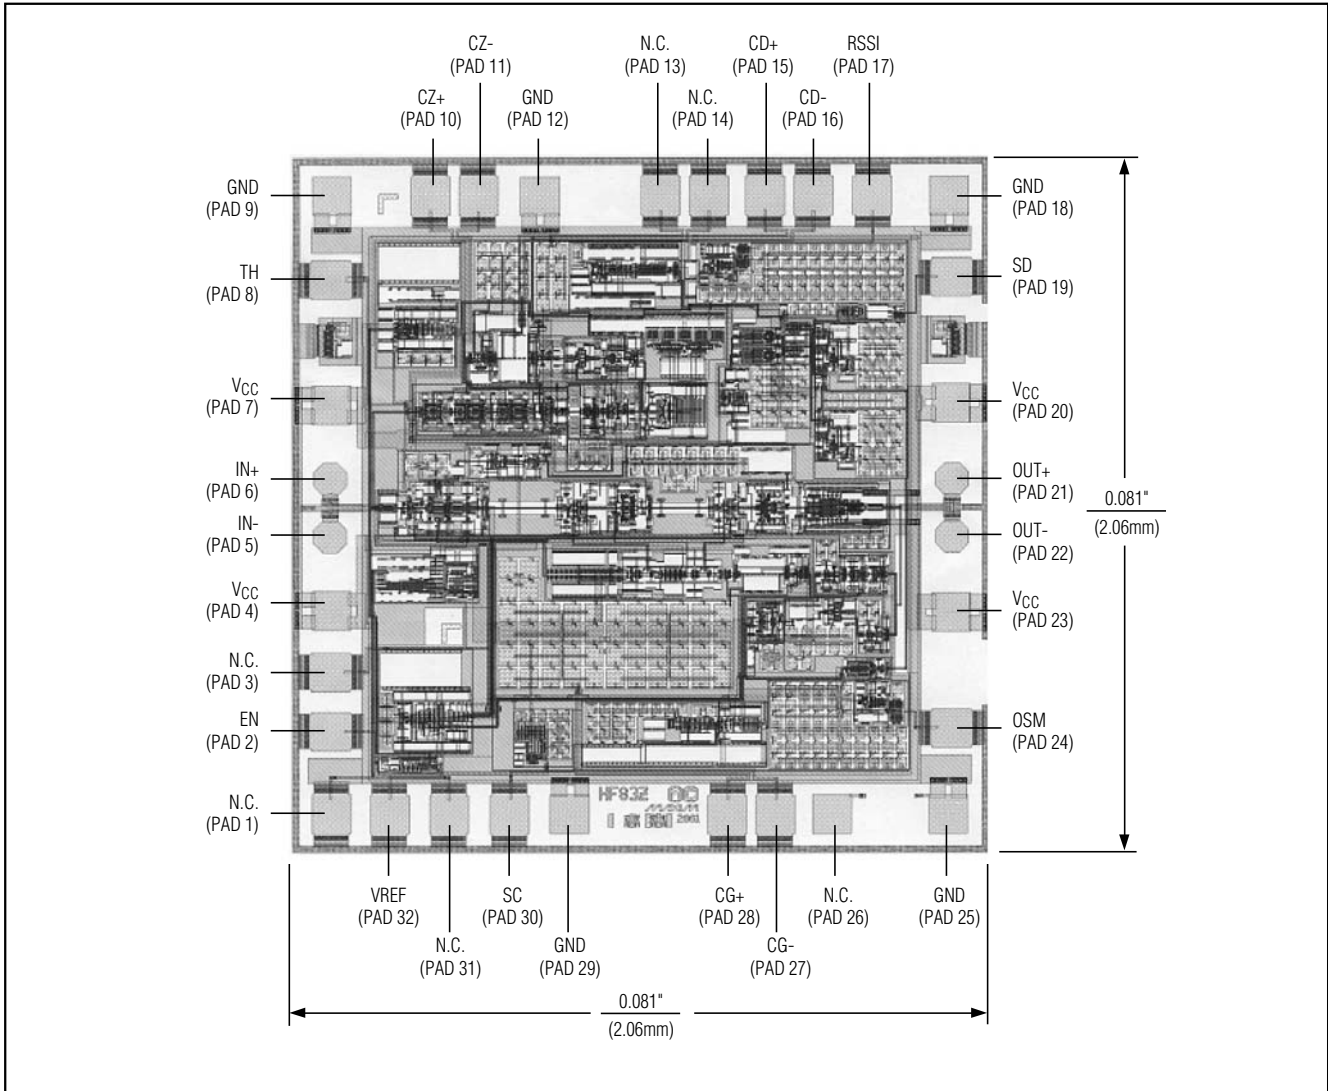 CZ-
(PAD 11)
N.C.
(PAD 13)
CD+
(PAD 15)
RSSI
(PAD 17)
CZ+
(PAD 10)
GND
(PAD 12)
N.C.
(PAD 14)
CD-
(PAD 16)
GND
(PAD 9)
GND
(PAD 18)
TH
(PAD 8)
SD
(PAD 19)
VCC
(PAD 7)
VCC
(PAD 20)
IN+
(PAD 6)
OUT+
(PAD 21)
0.081"
(2.06mm)
IN-
(PAD 5)
OUT-
(PAD 22)
VCC
(PAD 4)
VCC
(PAD 23)
N.C.
(PAD 3)
EN
(PAD 2)
OSM
(PAD 24)
N.C.
(PAD 1)
HF83Z
2001
VREF
(PAD 32)
SC
(PAD 30)
CG+
(PAD 28)
N.C.
(PAD 26)
GND
(PAD 25)
N.C.
(PAD 31)
GND
(PAD 29)
CG-
(PAD 27)
0.081"
(2.06mm)